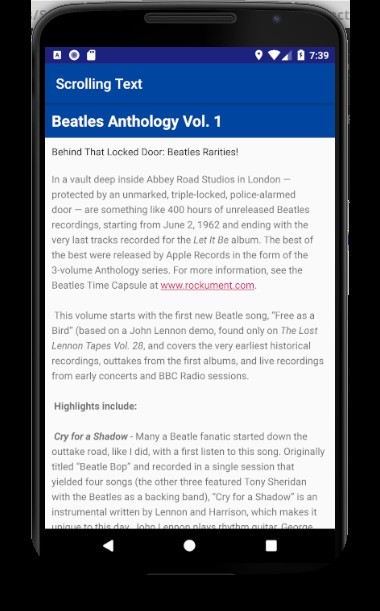 7:39
Scrolling Text
Beatles Anthology Vol. 1
Behind That Locked Door: Beatles Rarities!
In a vault deep inside Abbey Road Studios in London —
protected by an unmarked, triple-locked, police-alarmed
door — are something like 400 hours of unreleased Beatles
recordings, starting from June 2, 1962 and ending with the
very last tracks recorded for the Let It Be album. The best of
the best were released by Apple Records in the form of the
3-volume Anthology series. For more information, see the
Beatles Time Capsule at www.rockument.com.
This volume starts with the first new Beatle song, “Free as a
Bird” (based on a John Lennon demo, found only on The Lost
Lennon Tapes Vol. 28, and covers the very earliest historical
recordings, outtakes from the first albums, and live recordings
from early concerts and BBC Radio sessions.
Highlights include:
Cry for a Shadow - Many a Beatle fanatic started down the
outtake road, like I did, with a first listen to this song. Originally
titled “Beatle Bop” and recorded in a single session that
yielded four songs (the other three featured Tony Sheridan
with the Beatles as a backing band), “Cry for a Shadow” is an
instrumental written by Lennon and Harrison, which makes it
unique to this day. John Lennon plays rhythm guitar, George